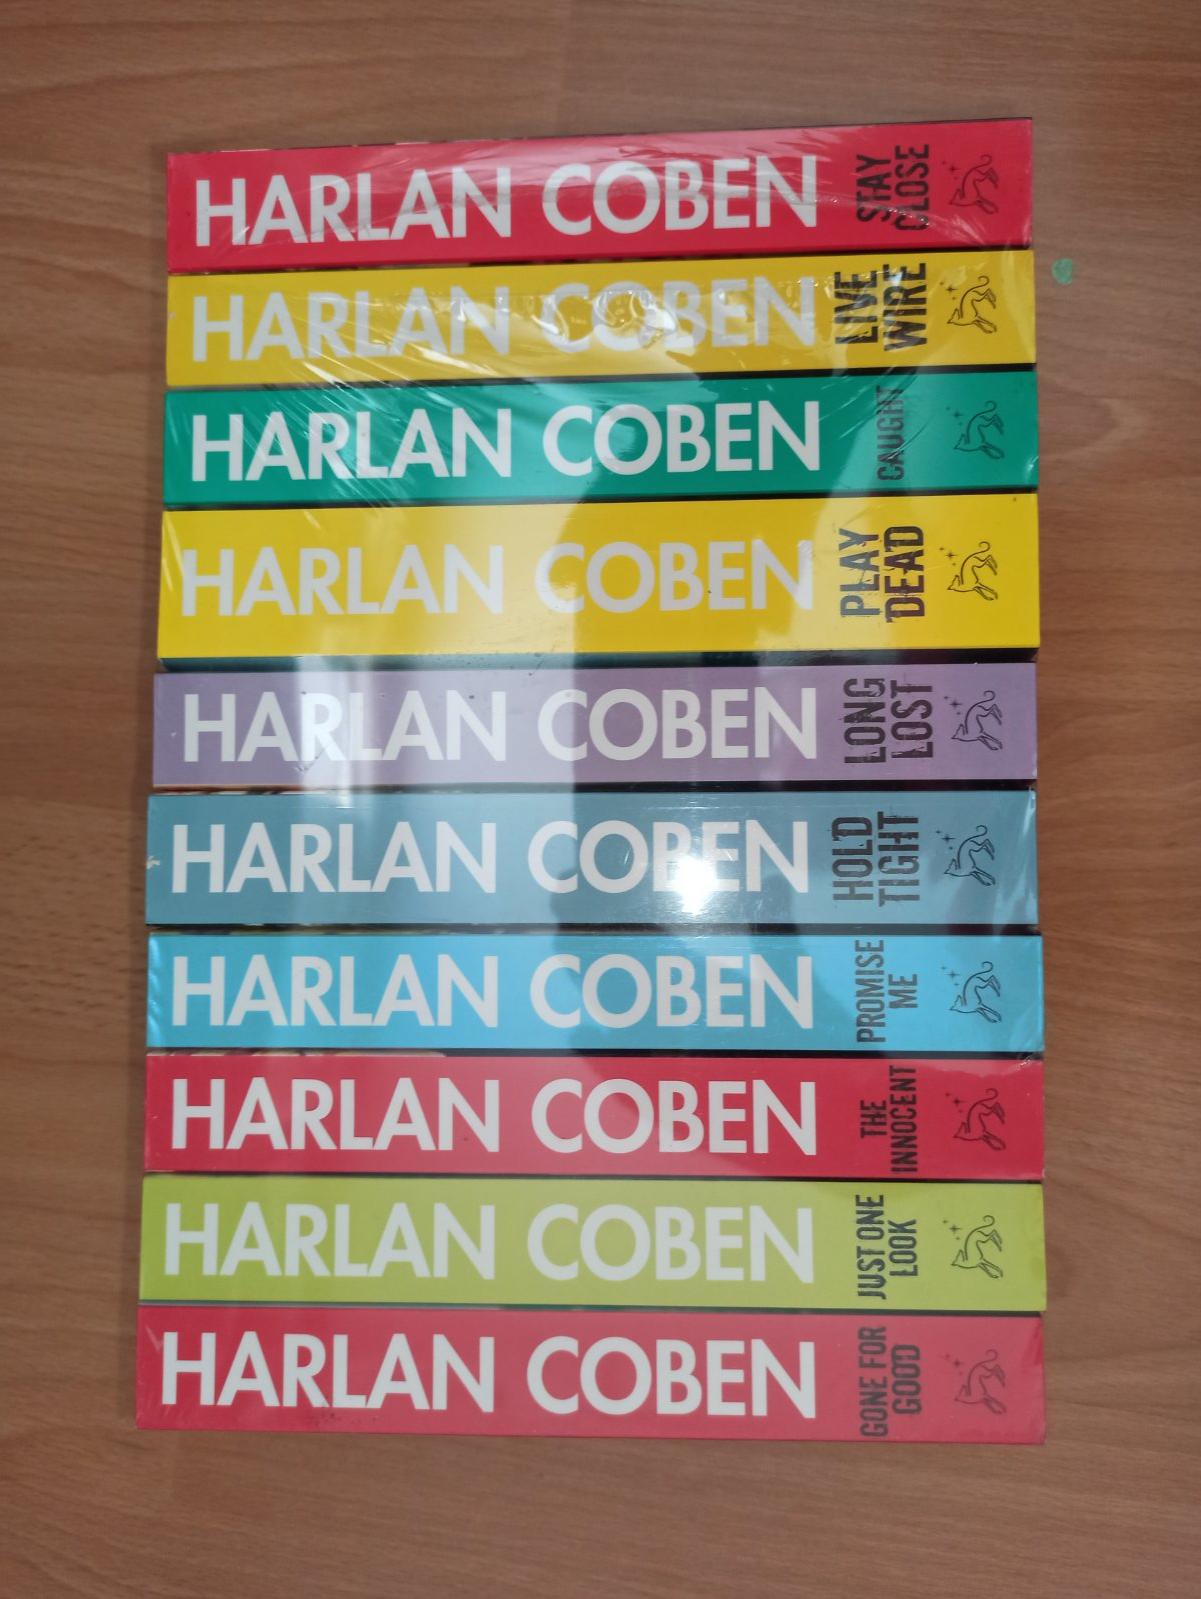 HARLAN COBEN
STAY
CLOSE
HARLAN COBEN
LIVE
WIRE
HARLAN COBEN
CAUGHT
HARLAN COBEN
PLAY
DEAD
HARLAN COBEN
LONG
LOST
HARLAN COBEN
HOLD
TIGHT
HARLAN COBEN
PROMISE
ME
HARLAN COBEN
THE
INNOCENT
HARLAN COBEN
JUST ONE
LOOK
HARLAN COBEN
GONE FOR
GOOD